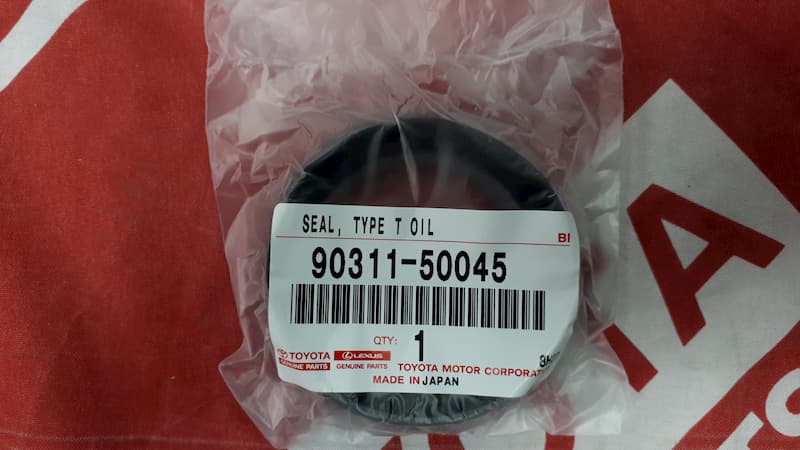 SEAL, TYPE T OIL
BI
90311-50045
QTY: 1
TOYOTA LEXUS
GENUINE PARTS GENUINE PARTS
TOYOTA MOTOR CORPORAT
MADE IN JAPAN